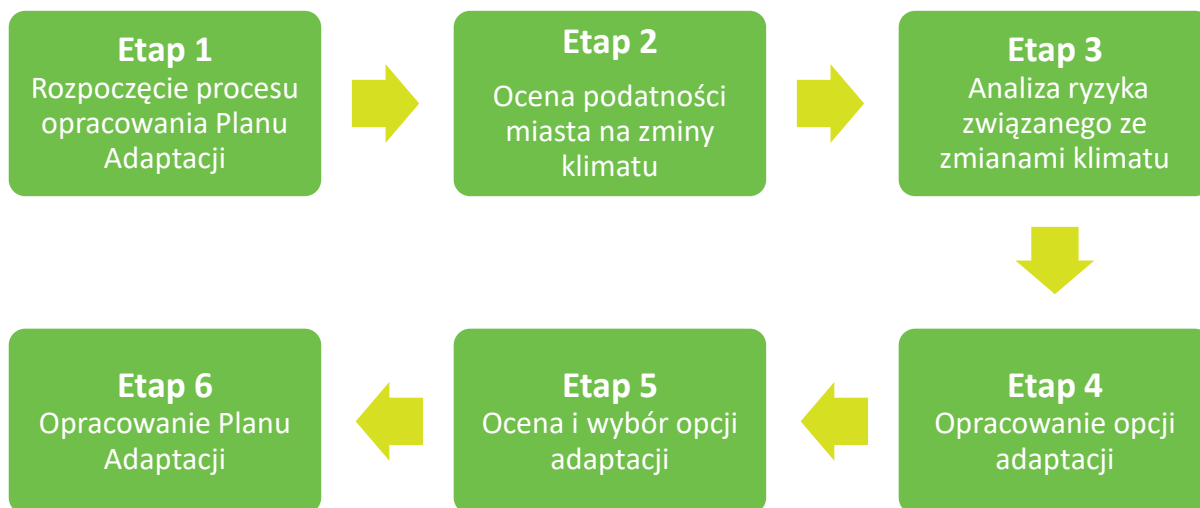 Etap 1
Rozpoczęcie procesu
opracowania Planu
Adaptacji
Etap 2
Ocena podatności
miasta na zminy
klimatu
Etap 3
Analiza ryzyka
związanego ze
zmianami klimatu
Etap 4
Opracowanie opcji
adaptacji
Etap 5
Ocena i wybór opcji
adaptacji
Etap 6
Opracowanie Planu
Adaptacji